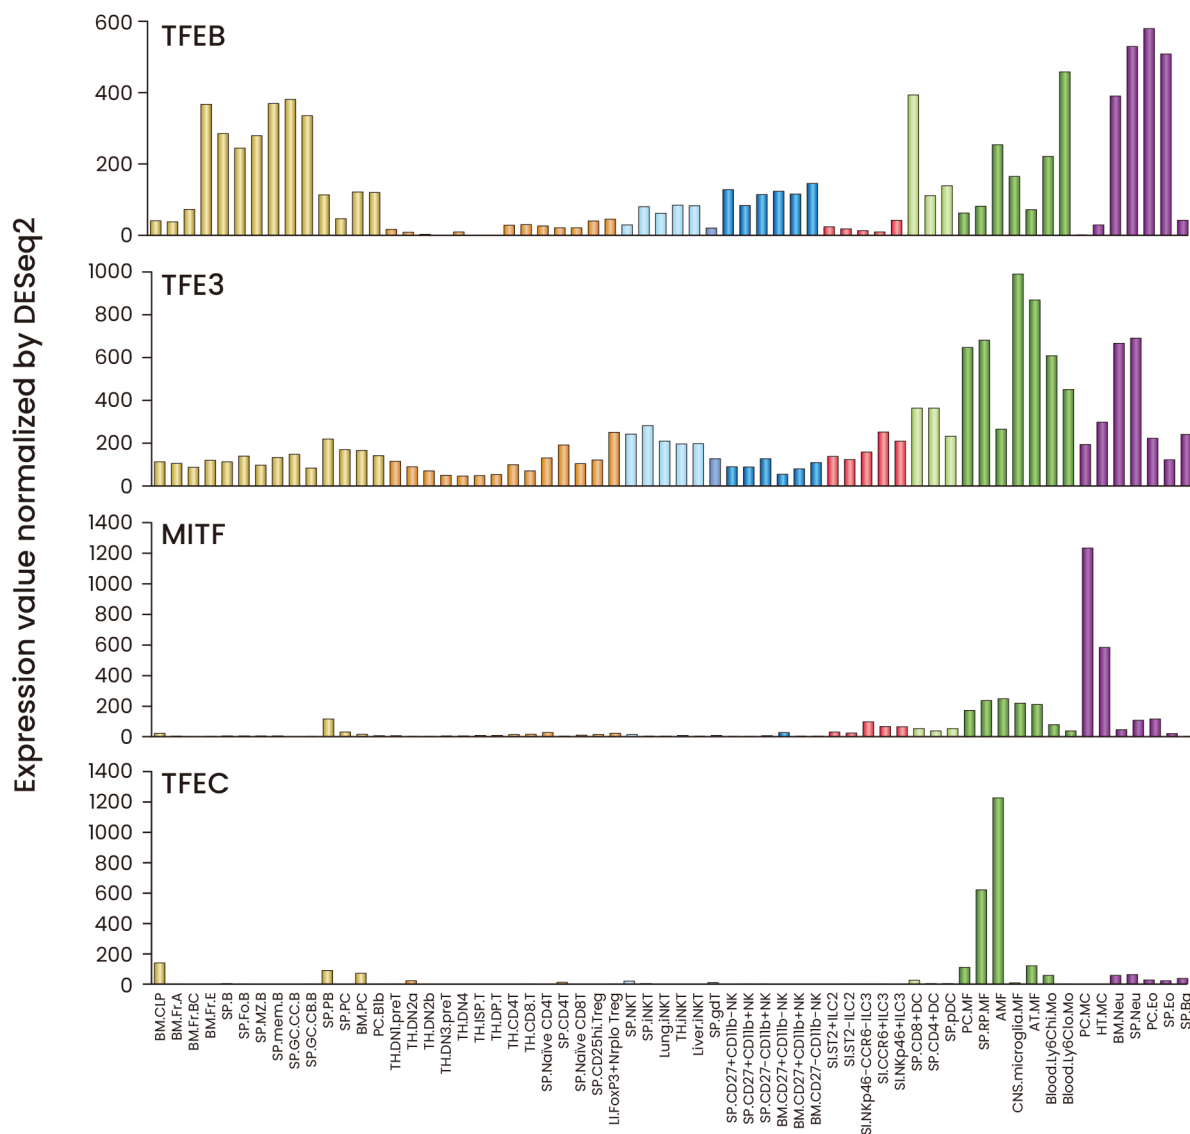 Expression value normalized by DESeq2
TFEB
600
400
200
0
TFE3
1000
800
600
400
200
0
MITF
1400
1200
1000
800
600
400
200
0
TFEC
1400
1200
1000
800
600
400
200
0
BM.CLP
BM.Fr.A
BM.Fr.BC
BM.Fr.E
SP.B
SP.Fo.B
SP.MZ.B
SP.mem.B
SP.GC.CC.B
SP.GC.CB.B
SP.PB
SP.PC
BM.PC
PC.B1b
TH.DN1.preT
TH.DN2a
TH.DN2b
TH.DN3.preT
TH.DN4
TH.ISP.T
TH.DP.T
TH.CD4T
TH.CD8.T
SP.Naïve CD4T
SP.CD4T
SP.Naïve CD8T
SP.CD25hi.Treg
LI.FoxP3+Nrplo Treg
SP.NKT
SP.iNKT
Lung.iNKT
TH.iNKT
Liver.iNKT
SP.gdT
SP.CD27+CD11b-NK
SP.CD27+CD11b+NK
SP.CD27-CD11b+NK
BM.CD27+CD11b-NK
BM.CD27+CD11b+NK
BM.CD27-CD11b-NK
SI.ST2+ILC2
SI.ST2-ILC2
SI.NKp46-CCR6-ILC3
SI.CCR6+ILC3
SI.NKp46+ILC3
SP.CD8+DC
SP.CD4+DC
SP.pDC
PC.MF
SP.RP.MF
AMF
CNS.microglia.MF
AT.MF
Blood.Ly6Chi.Mo
Blood.Ly6Clo.Mo
PC.MC
HT.MC
BM.Neu
SP.Neu
PC.Eo
SP.Eo
SP.Ba